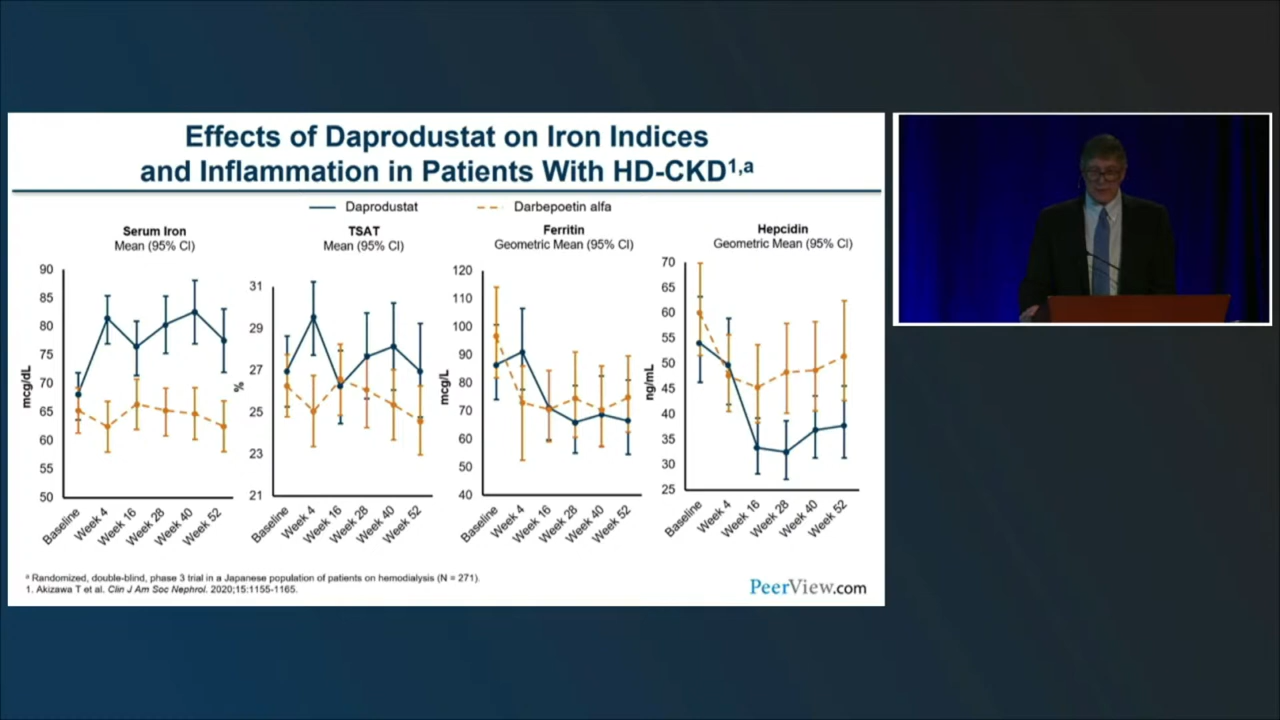 Effects of Daprodustat on Iron Indices
and Inflammation in Patients With HD-CKD1,a
Daprodustat
Darbepoetin alfa
Serum Iron
Mean (95% CI)
mcg/dL
90
85
80
75
70
65
60
55
50
Baseline
Week 4
Week 16
Week 28
Week 40
Week 52
TSAT
Mean (95% CI)
%
31
29
27
25
23
21
Baseline
Week 4
Week 16
Week 28
Week 40
Week 52
Ferritin
Geometric Mean (95% CI)
mcg/L
120
110
100
90
80
70
60
50
40
Baseline
Week 4
Week 16
Week 28
Week 40
Week 52
Hepcidin
Geometric Mean (95% CI)
ng/mL
70
65
60
55
50
45
40
35
30
25
Baseline
Week 4
Week 16
Week 28
Week 40
Week 52
a Randomized, double-blind, phase 3 trial in a Japanese population of patients on hemodialysis (N = 271).
1. Akizawa T et al. Clin J Am Soc Nephrol. 2020;15:1155-1165.
PeerView.com